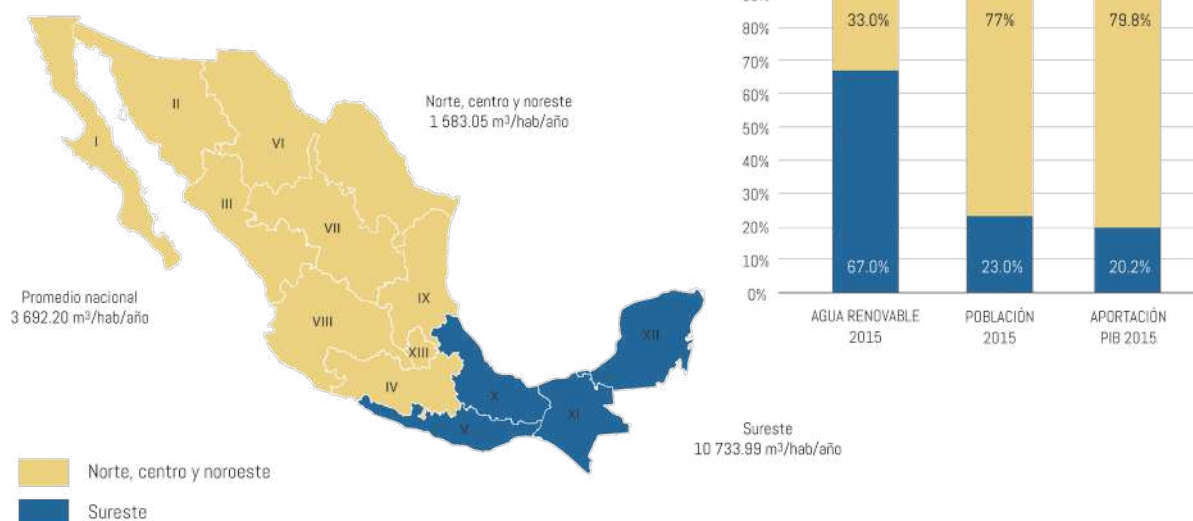 I
II
III
VI
VII
VIII
IX
XIII
IV
V
X
XI
XII
Norte, centro y noreste
1 583.05 m³/hab/año
Promedio nacional
3 692.20 m³/hab/año
Sureste
10 733.99 m³/hab/año
Norte, centro y noroeste
Sureste
80%
70%
60%
50%
40%
30%
20%
10%
0%
33.0%
77%
79.8%
67.0%
23.0%
20.2%
AGUA RENOVABLE
2015
POBLACIÓN
2015
APORTACIÓN
PIB 2015